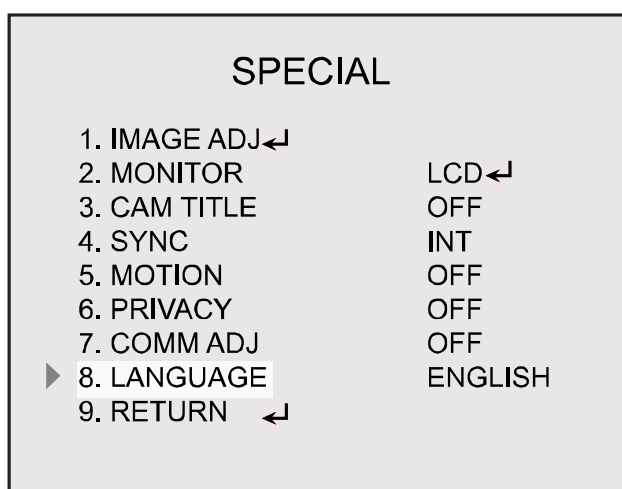 SPECIAL
1. IMAGE ADJ↵
2. MONITOR LCD↵
3. CAM TITLE OFF
4. SYNC INT
5. MOTION OFF
6. PRIVACY OFF
7. COMM ADJ OFF
8. LANGUAGE ENGLISH
9. RETURN ↵